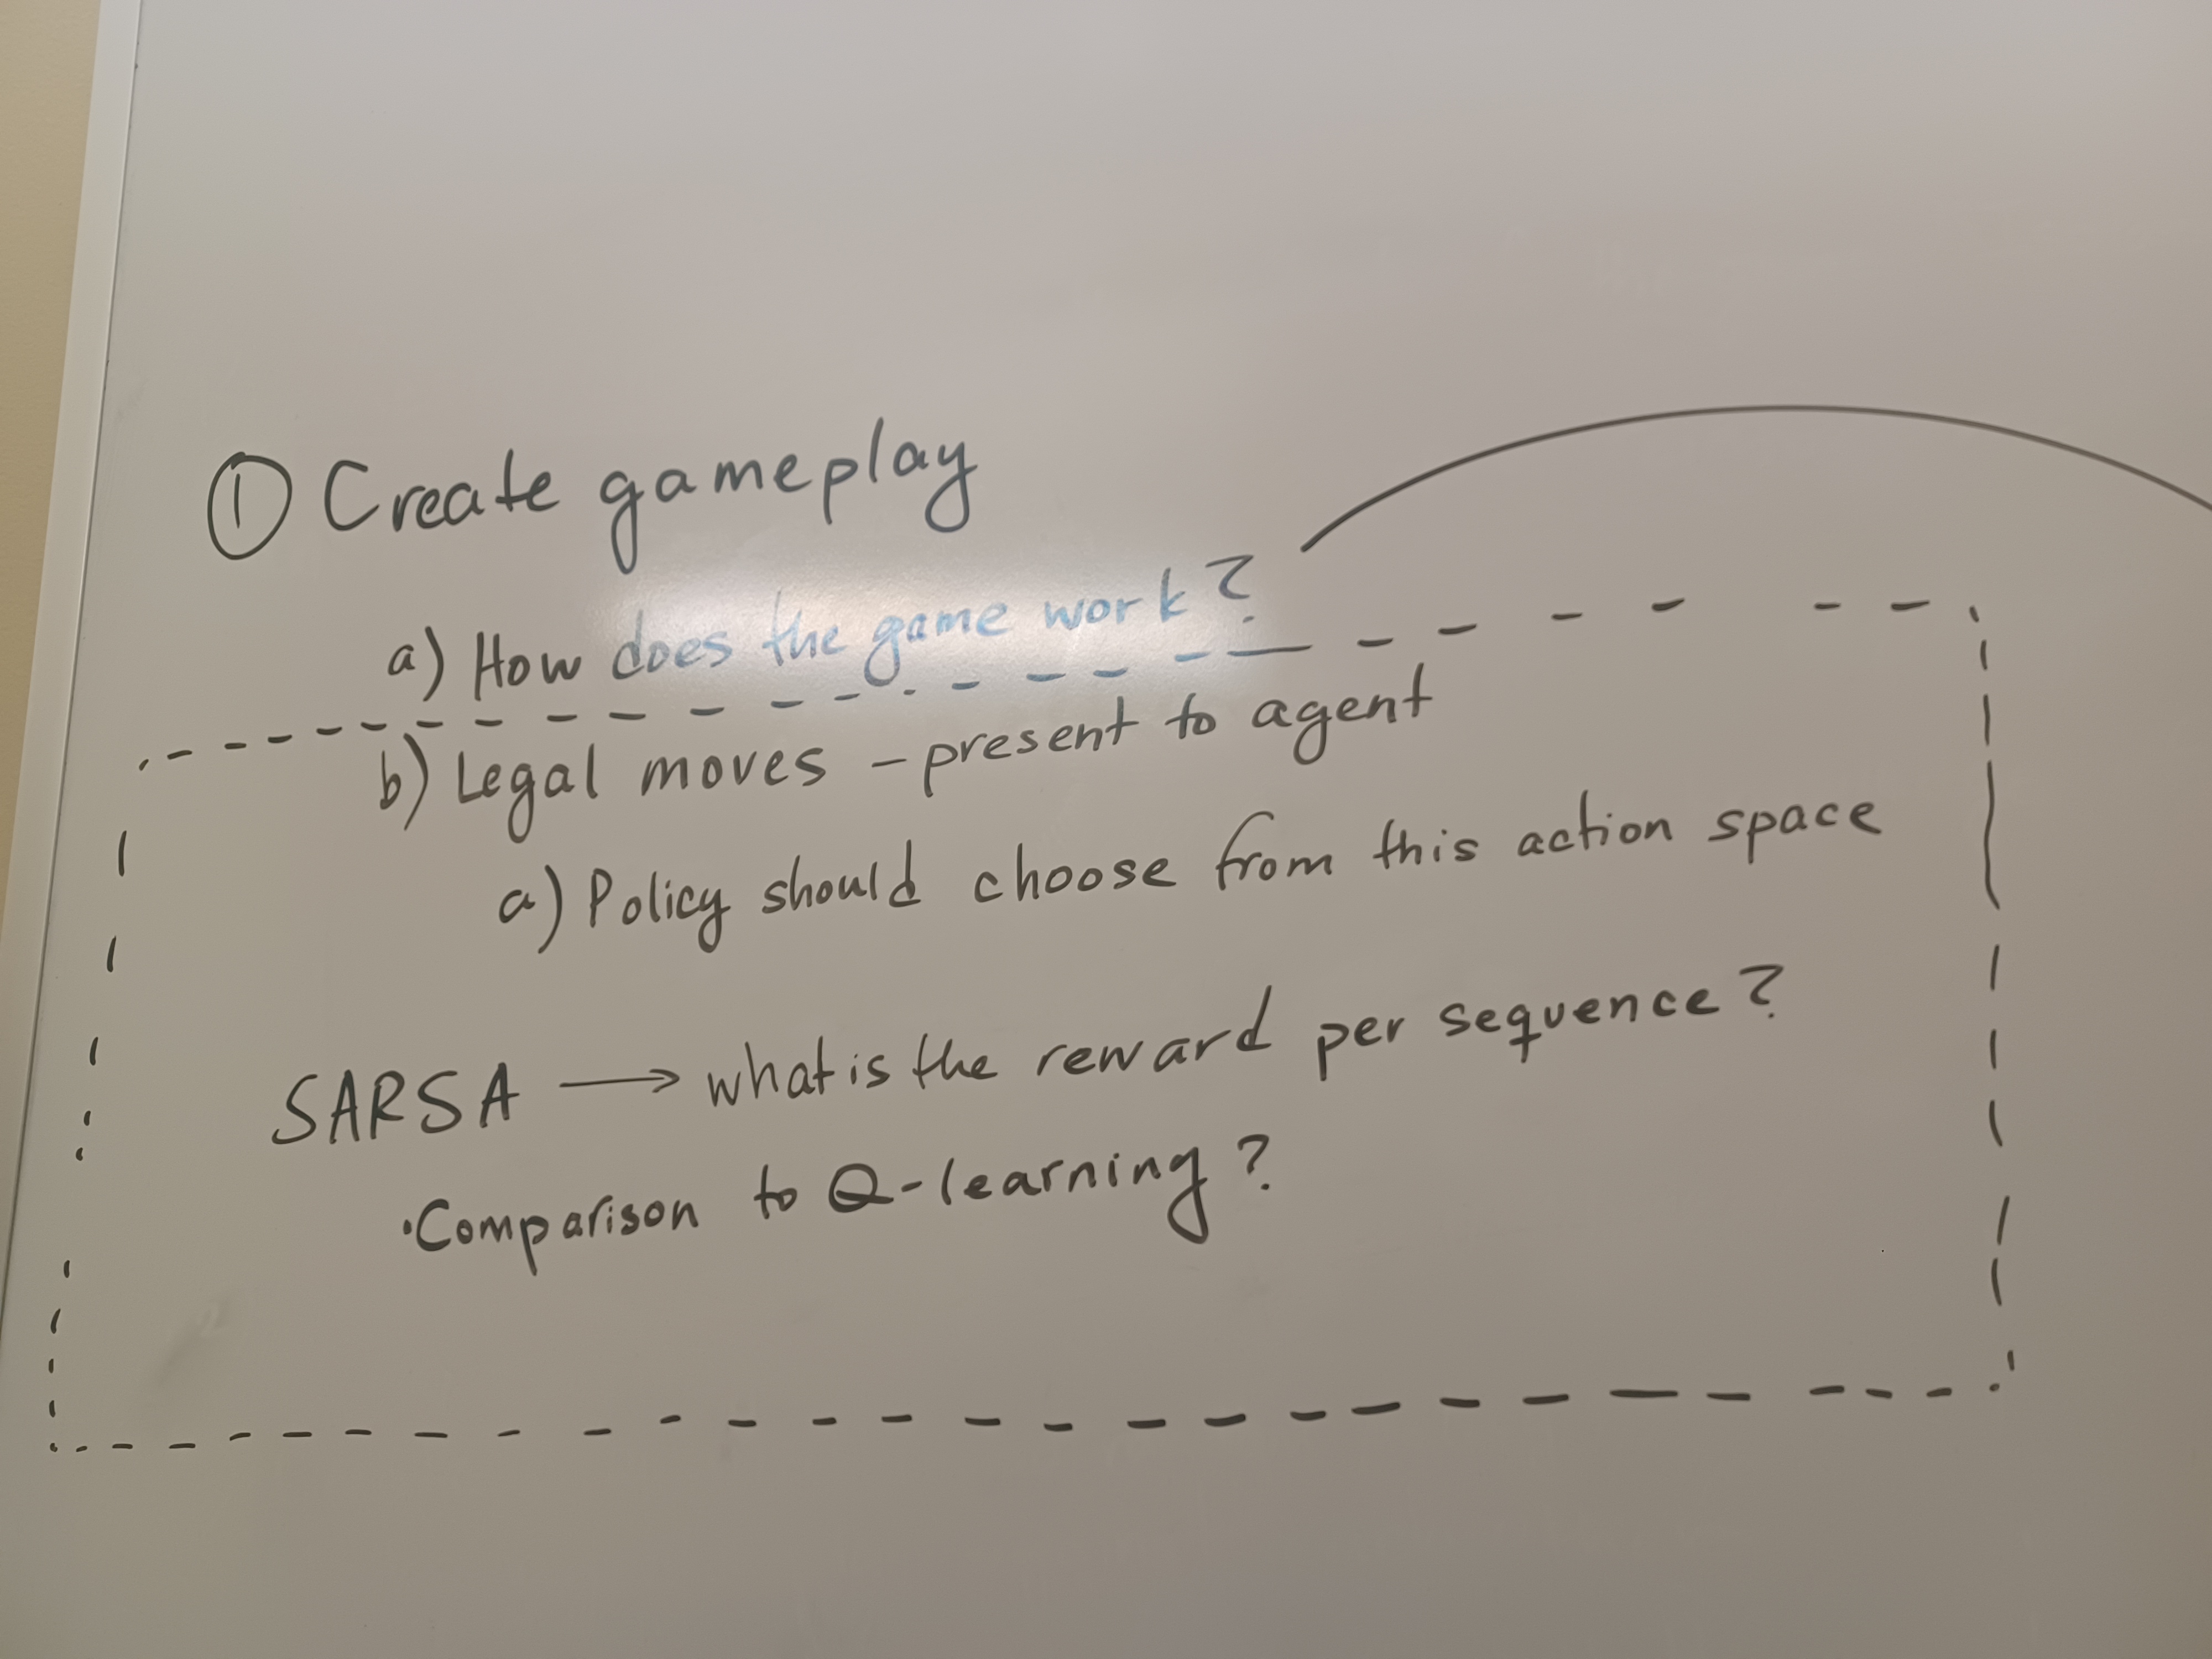 ① Create gameplay
a) How does the game work?
b) Legal moves - present to agent
a) Policy should choose from this action space
SARSA → what is the reward per sequence?
• Comparison to Q-learning?